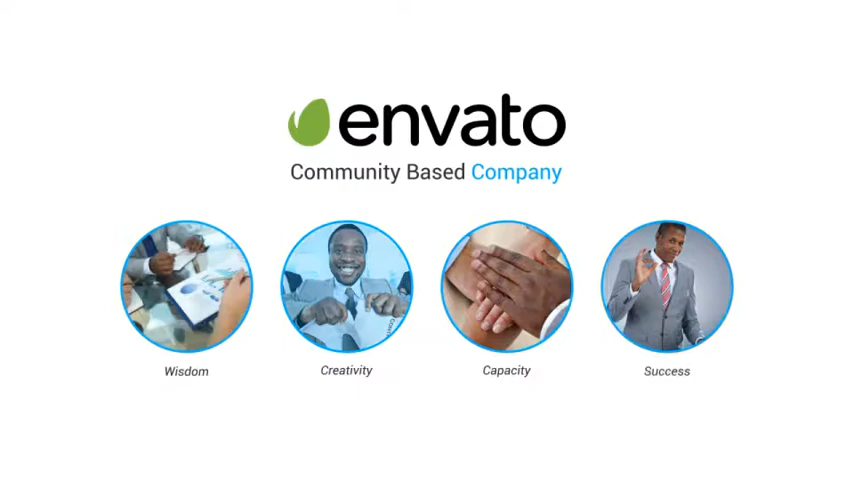 envato
Community Based Company
Wisdom
Creativity
Capacity
Success